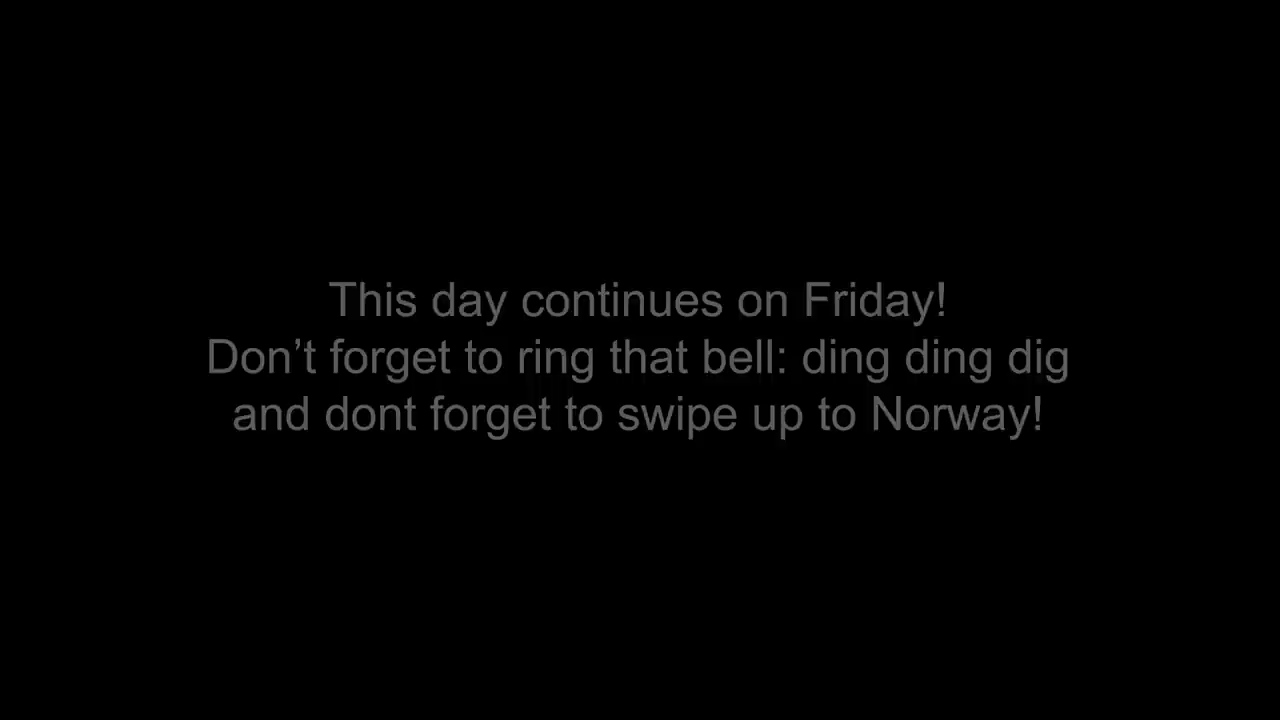 This day continues on Friday!
Don’t forget to ring that bell: ding ding dig
and dont forget to swipe up to Norway!